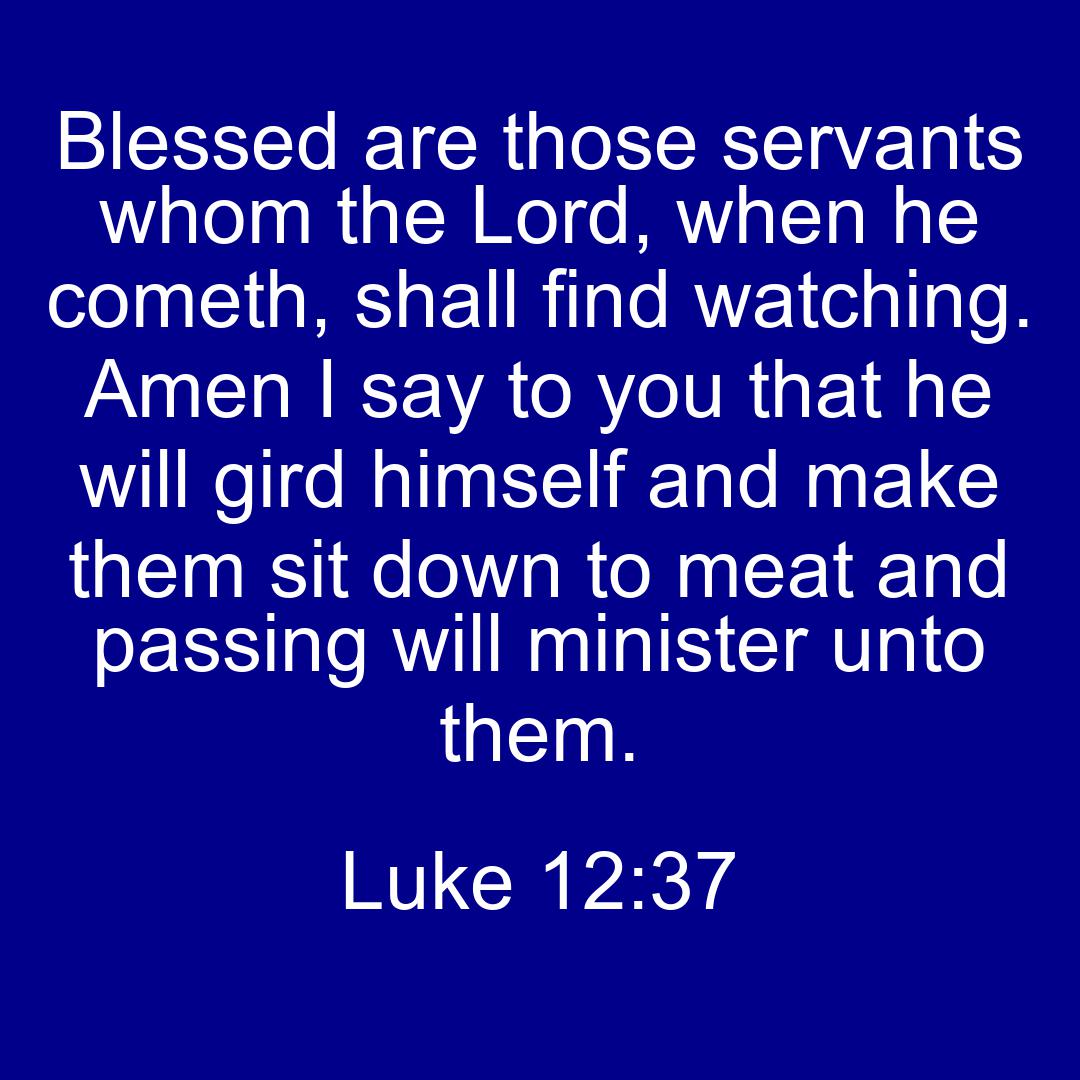 Blessed are those servants
whom the Lord, when he
cometh, shall find watching.
Amen I say to you that he
will gird himself and make
them sit down to meat and
passing will minister unto
them.
Luke 12:37